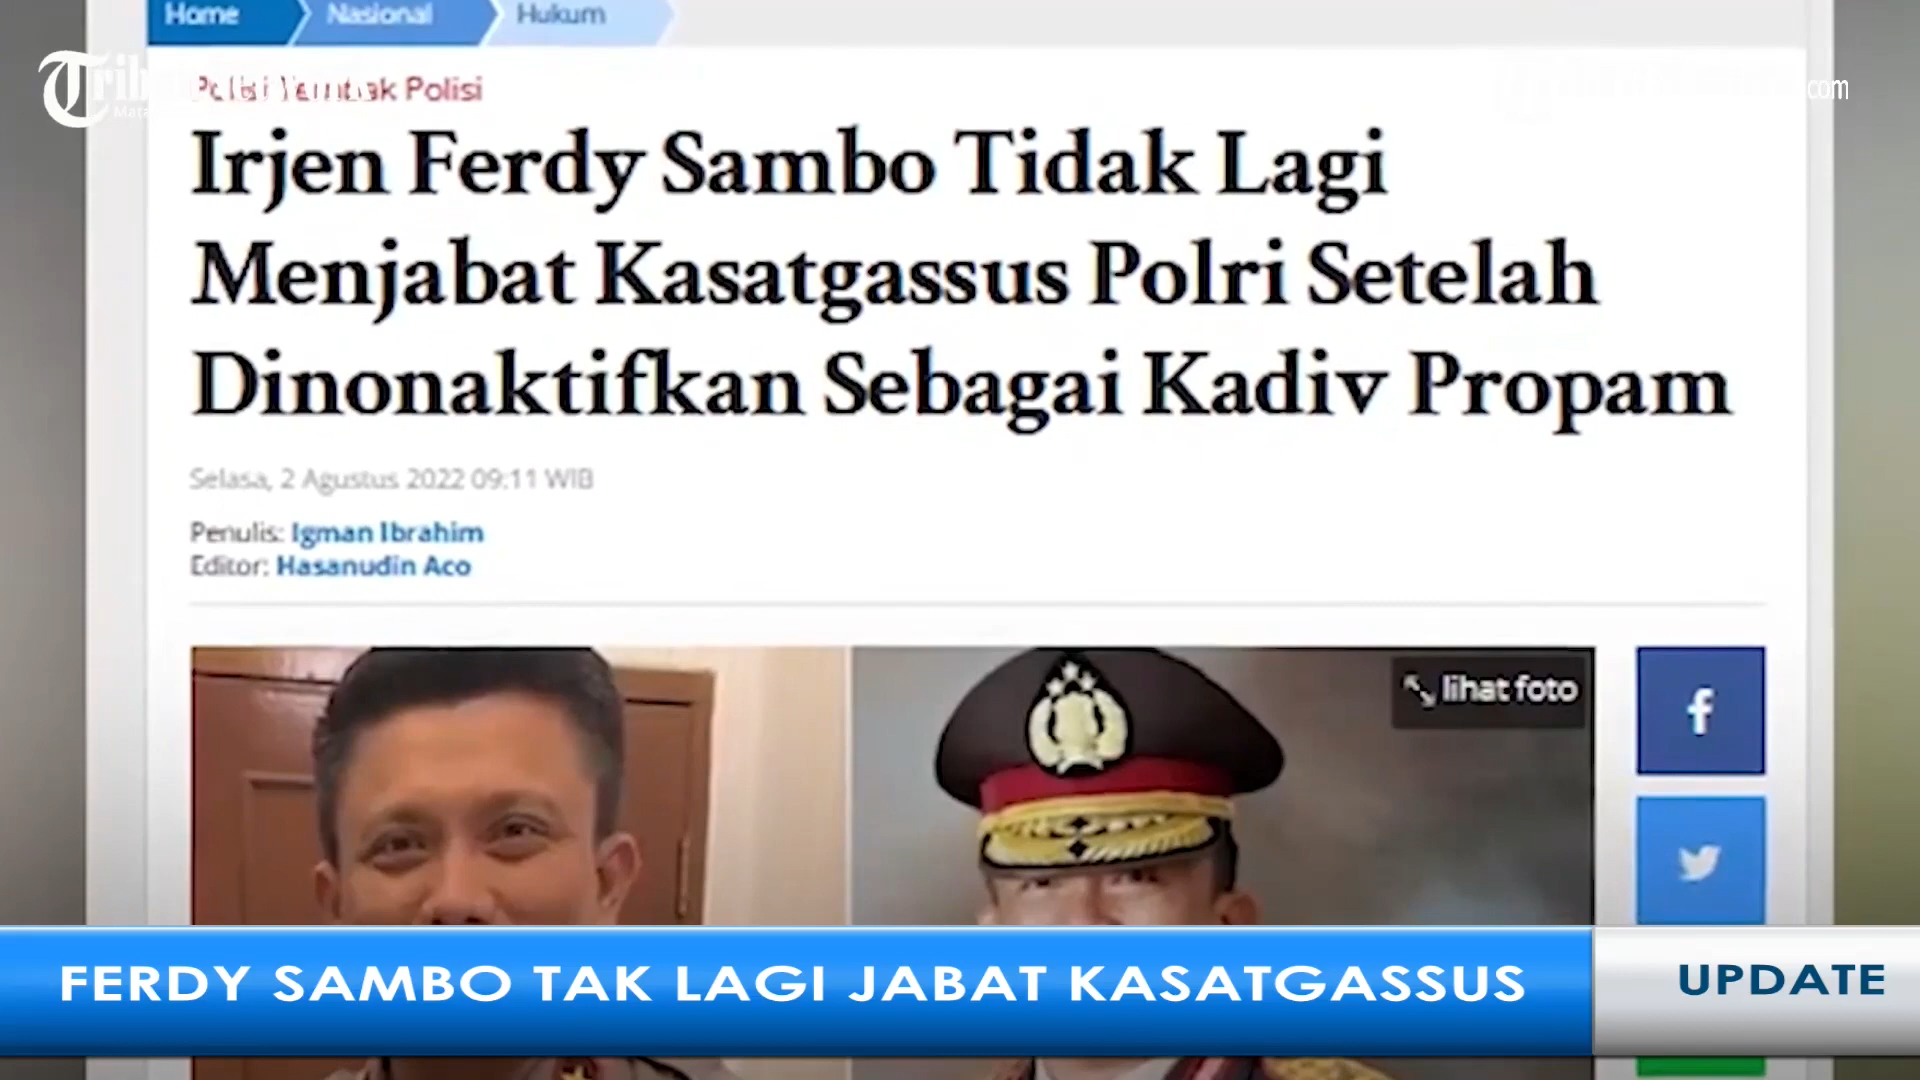 Home Nasional Hukum
Polisi Polisi
Irjen Ferdy Sambo Tidak Lagi
Menjabat Kasatgassus Polri Setelah
Dinonaktifkan Sebagai Kadiv Propam
Selasa, 2 Agustus 2022 09:11 WIB
Penulis: Igman Ibrahim
Editor: Hasanudin Aco
lihat foto
FERDY SAMBO TAK LAGI JABAT KASATGASSUS
UPDATE